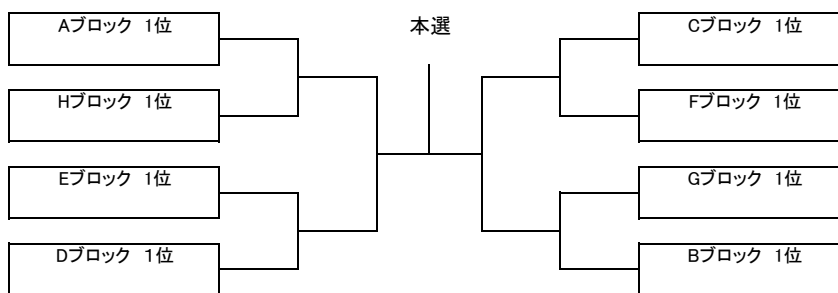 Aブロック 1位
本選
Cブロック 1位
Hブロック 1位
Fブロック 1位
Eブロック 1位
Gブロック 1位
Dブロック 1位
Bブロック 1位